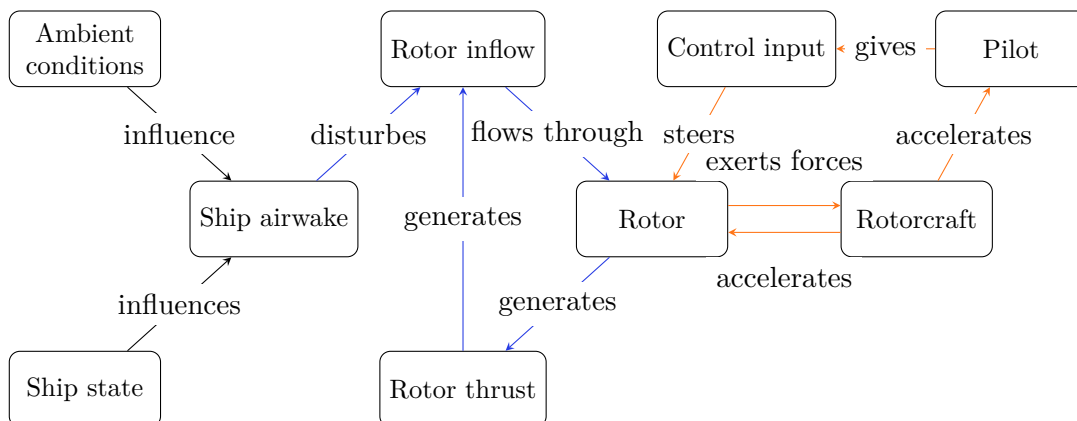 Ambient
conditions
Rotor inflow
Control input
gives
Pilot
influence
disturbes
flows through
steers
accelerates
exerts forces
Ship airwake
generates
Rotor
Rotorcraft
accelerates
influences
generates
Ship state
Rotor thrust